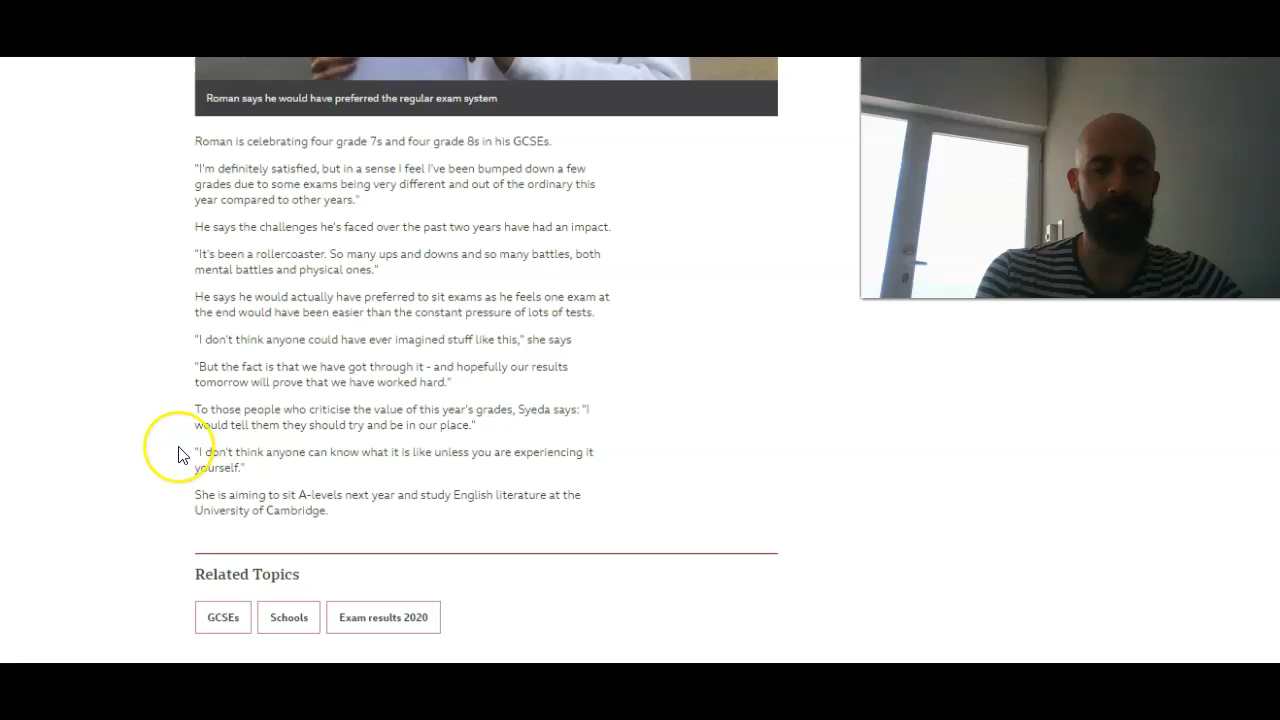 Roman says he would have preferred the regular exam system
Roman is celebrating four grade 7s and four grade 8s in his GCSEs.
"I'm definitely satisfied, but in a sense I feel I've been bumped down a few
grades due to some exams being very different and out of the ordinary this
year compared to other years."
He says the challenges he's faced over the past two years have had an impact.
"It's been a rollercoaster. So many ups and downs and so many battles, both
mental battles and physical ones."
He says he would actually have preferred to sit exams as he feels one exam at
the end would have been easier than the constant pressure of lots of tests.
"I don't think anyone could have ever imagined stuff like this," she says
"But the fact is that we have got through it - and hopefully our results
tomorrow will prove that we have worked hard."
To those people who criticise the value of this year's grades, Syeda says: "I
would tell them they should try and be in our place."
"I don't think anyone can know what it is like unless you are experiencing it
yourself."
She is aiming to sit A-levels next year and study English literature at the
University of Cambridge.
Related Topics
GCSEs Schools Exam results 2020